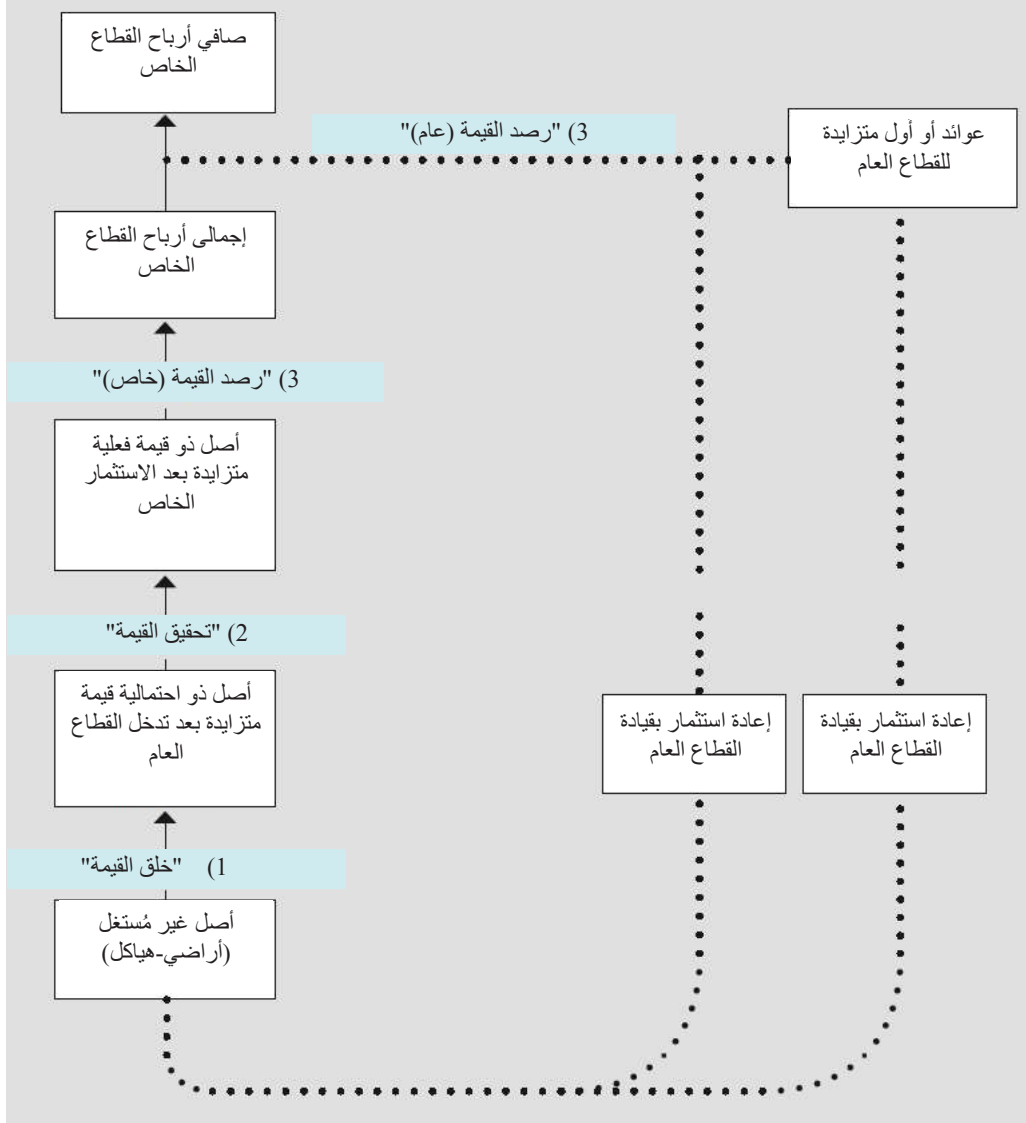 صافي أرباح القطاع
الخاص
3) "رصد القيمة (عام)"
عوائد أو أول متزايدة
للقطاع العام
إجمالى أرباح القطاع
الخاص
3) "رصد القيمة (خاص)"
أصل ذو قيمة فعلية
متزايدة بعد الاستثمار
الخاص
2) "تحقيق القيمة"
أصل ذو احتمالية قيمة
متزايدة بعد تدخل القطاع
العام
إعادة استثمار بقيادة
القطاع العام
إعادة استثمار بقيادة
القطاع العام
1) "خلق القيمة"
أصل غير مُستغل
(أراضي-هياكل)